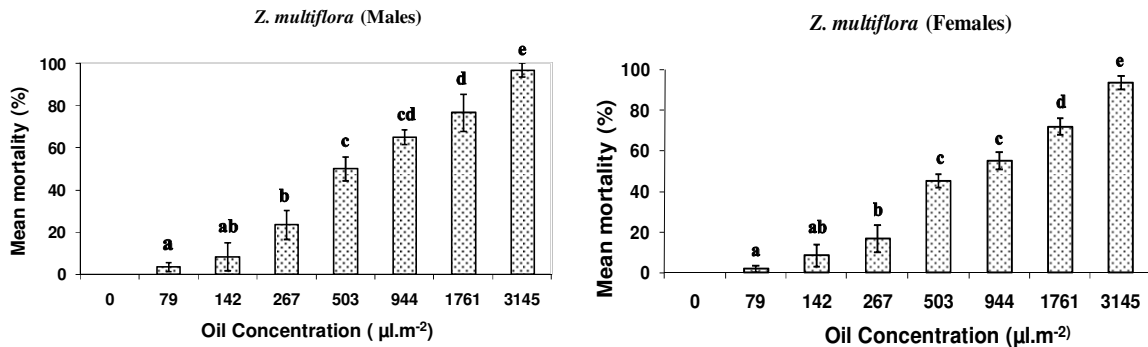 Z. multiflora (Males)
Mean mortality (%)
100
80
60
40
20
0
a
ab
b
c
cd
d
e
0 79 142 267 503 944 1761 3145
Oil Concentration ( µl.m-2)
Z. multiflora (Females)
Mean mortality (%)
100
80
60
40
20
0
a
ab
b
c
c
d
e
0 79 142 267 503 944 1761 3145
Oil Concentration (µl.m-2)